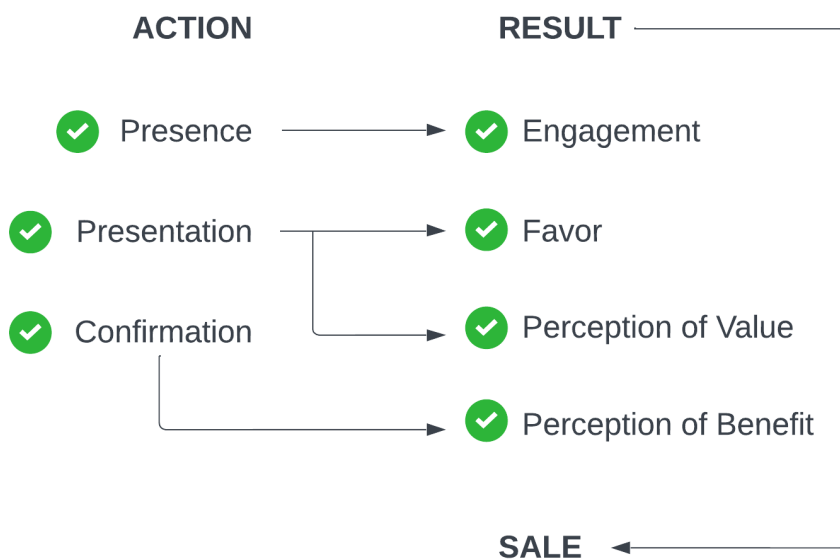 ACTION
RESULT
Presence
Engagement
Presentation
Favor
Confirmation
Perception of Value
Perception of Benefit
SALE